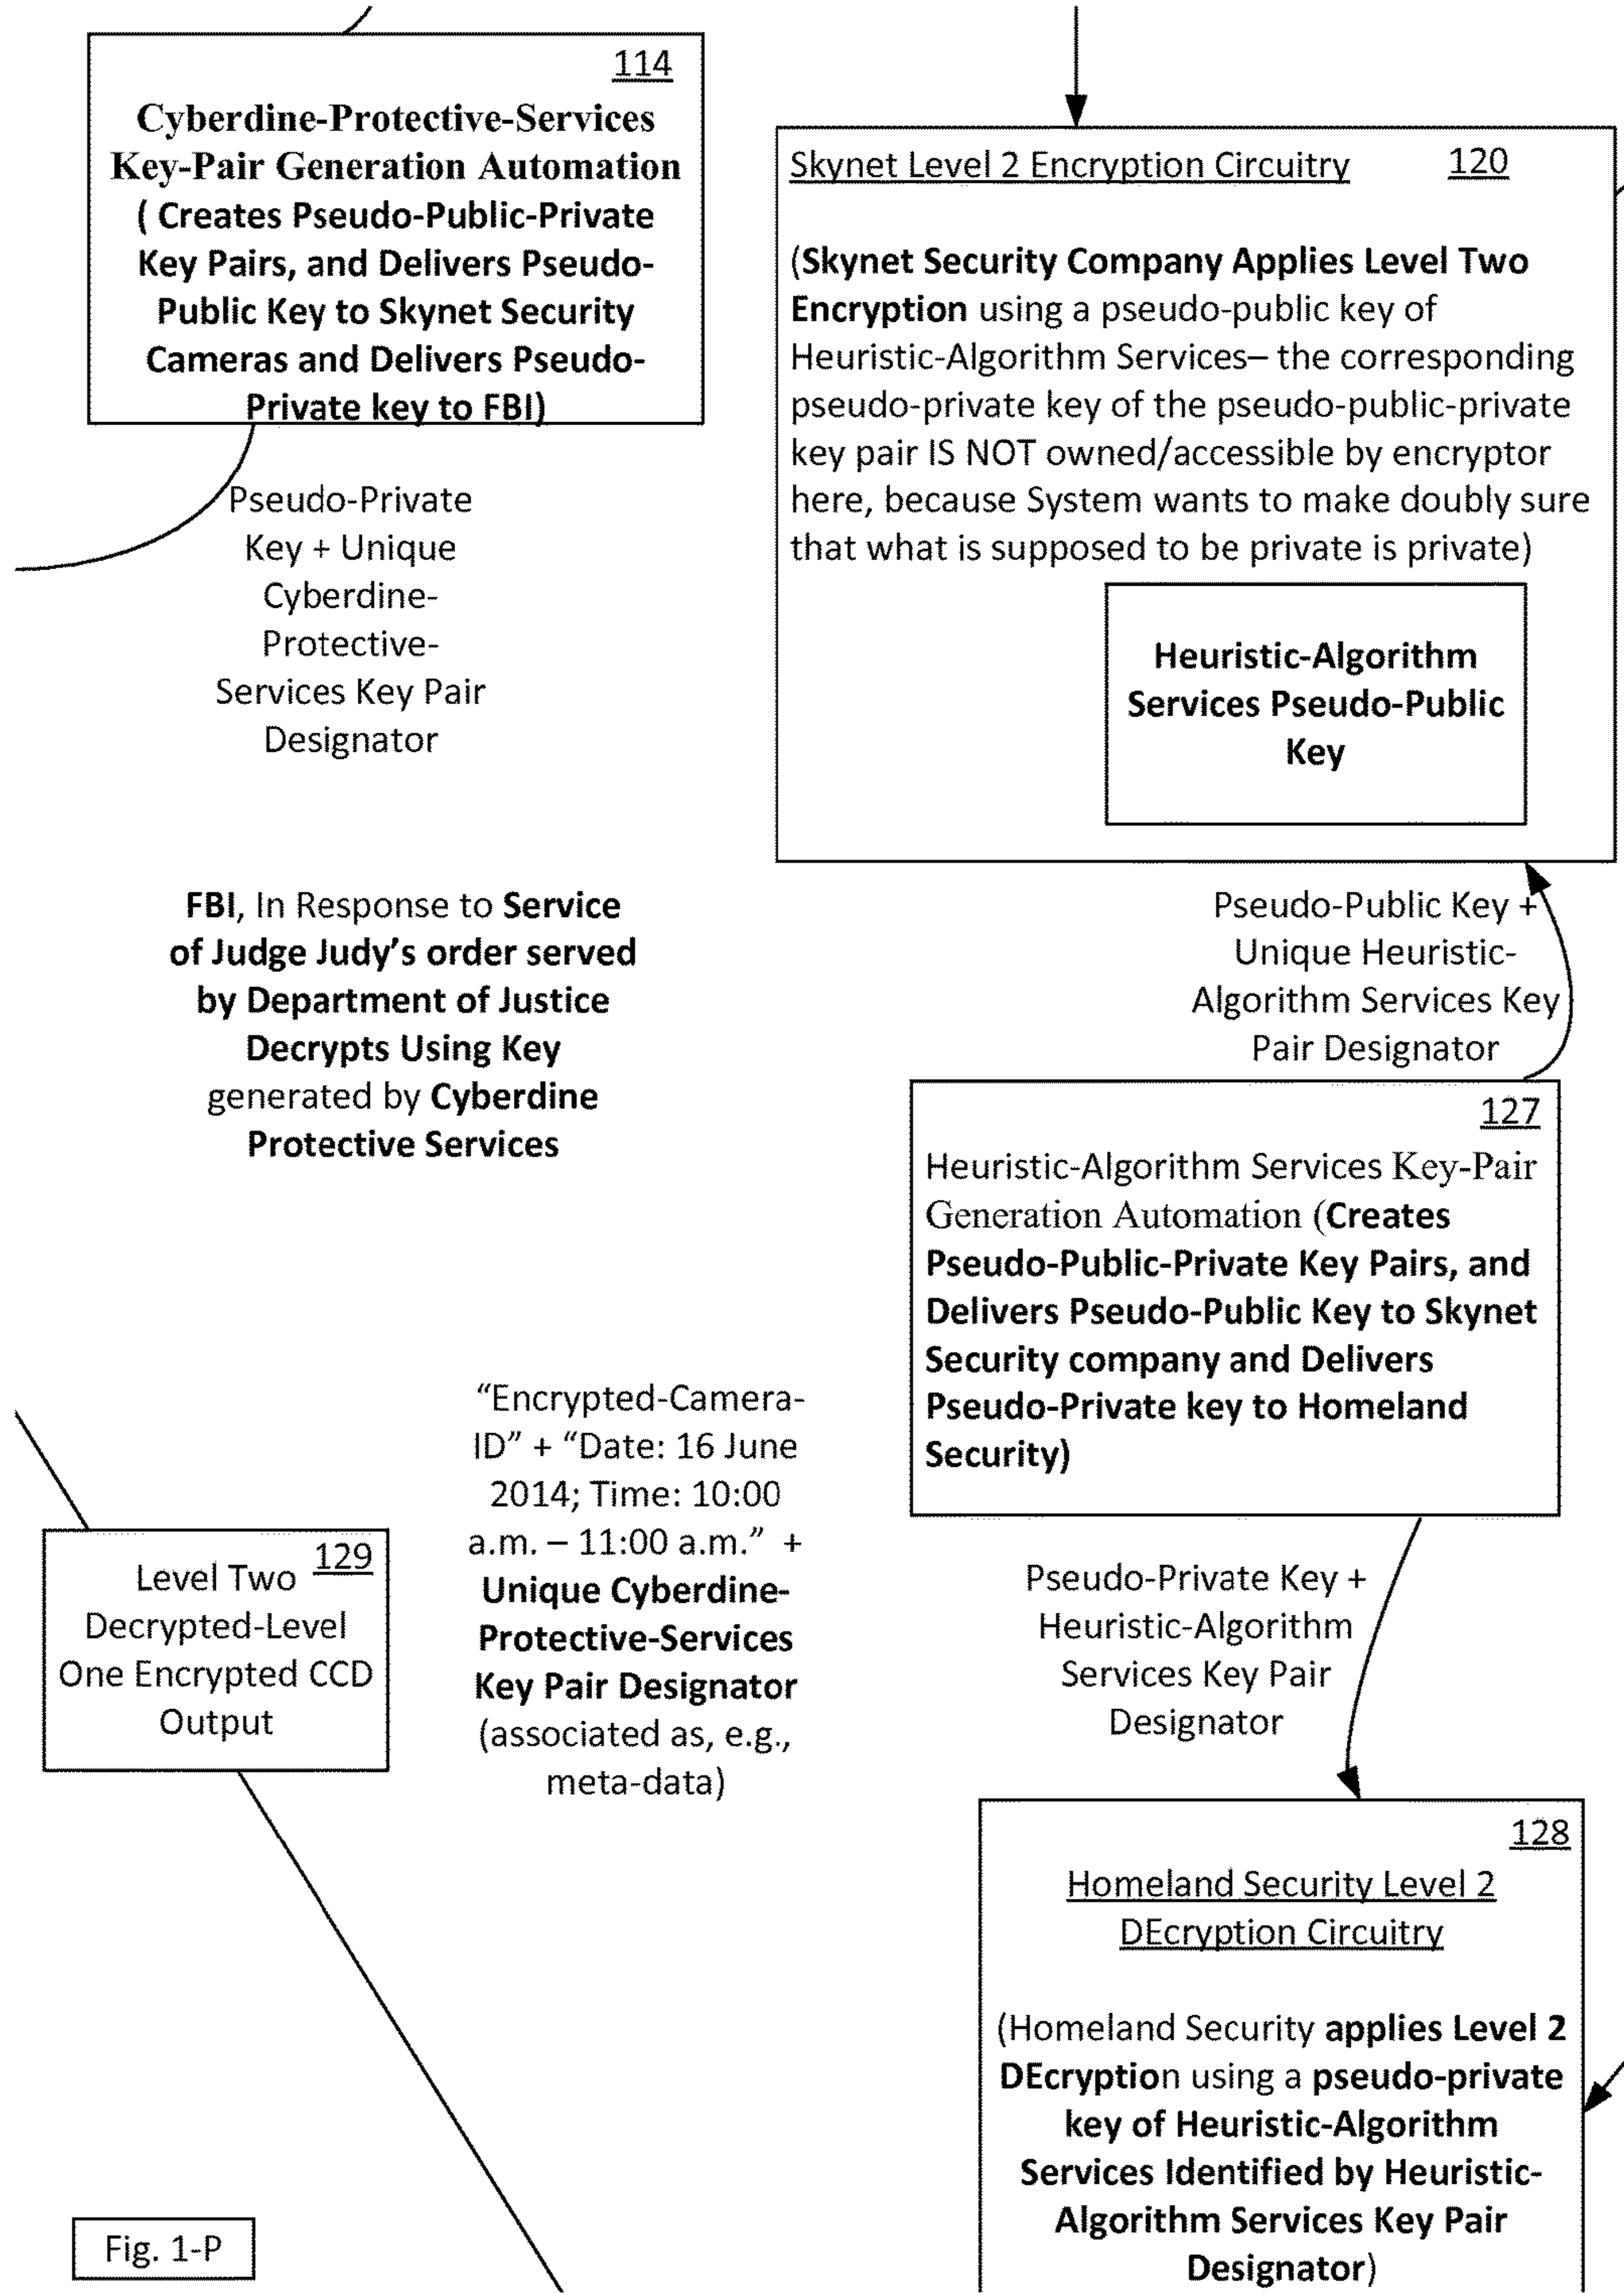 114
Cyberdine-Protective-Services
Key-Pair Generation Automation
( Creates Pseudo-Public-Private
Key Pairs, and Delivers Pseudo-
Public Key to Skynet Security
Cameras and Delivers Pseudo-
Private key to FBI)
Pseudo-Private
Key + Unique
Cyberdine-
Protective-
Services Key Pair
Designator
Skynet Level 2 Encryption Circuitry 120
(Skynet Security Company Applies Level Two
Encryption using a pseudo-public key of
Heuristic-Algorithm Services– the corresponding
pseudo-private key of the pseudo-public-private
key pair IS NOT owned/accessible by encryptor
here, because System wants to make doubly sure
that what is supposed to be private is private)
Heuristic-Algorithm
Services Pseudo-Public
Key
FBI, In Response to Service
of Judge Judy’s order served
by Department of Justice
Decrypts Using Key
generated by Cyberdine
Protective Services
Pseudo-Public Key +
Unique Heuristic-
Algorithm Services Key
Pair Designator
127
Heuristic-Algorithm Services Key-Pair
Generation Automation (Creates
Pseudo-Public-Private Key Pairs, and
Delivers Pseudo-Public Key to Skynet
Security company and Delivers
Pseudo-Private key to Homeland
Security)
“Encrypted-Camera-
ID” + “Date: 16 June
2014; Time: 10:00
a.m. – 11:00 a.m.” +
Unique Cyberdine-
Protective-Services
Key Pair Designator
(associated as, e.g.,
meta-data)
129
Level Two
Decrypted-Level
One Encrypted CCD
Output
Pseudo-Private Key +
Heuristic-Algorithm
Services Key Pair
Designator
128
Homeland Security Level 2
DEcryption Circuitry
(Homeland Security applies Level 2
DEcryption using a pseudo-private
key of Heuristic-Algorithm
Services Identified by Heuristic-
Algorithm Services Key Pair
Designator)
Fig. 1-P